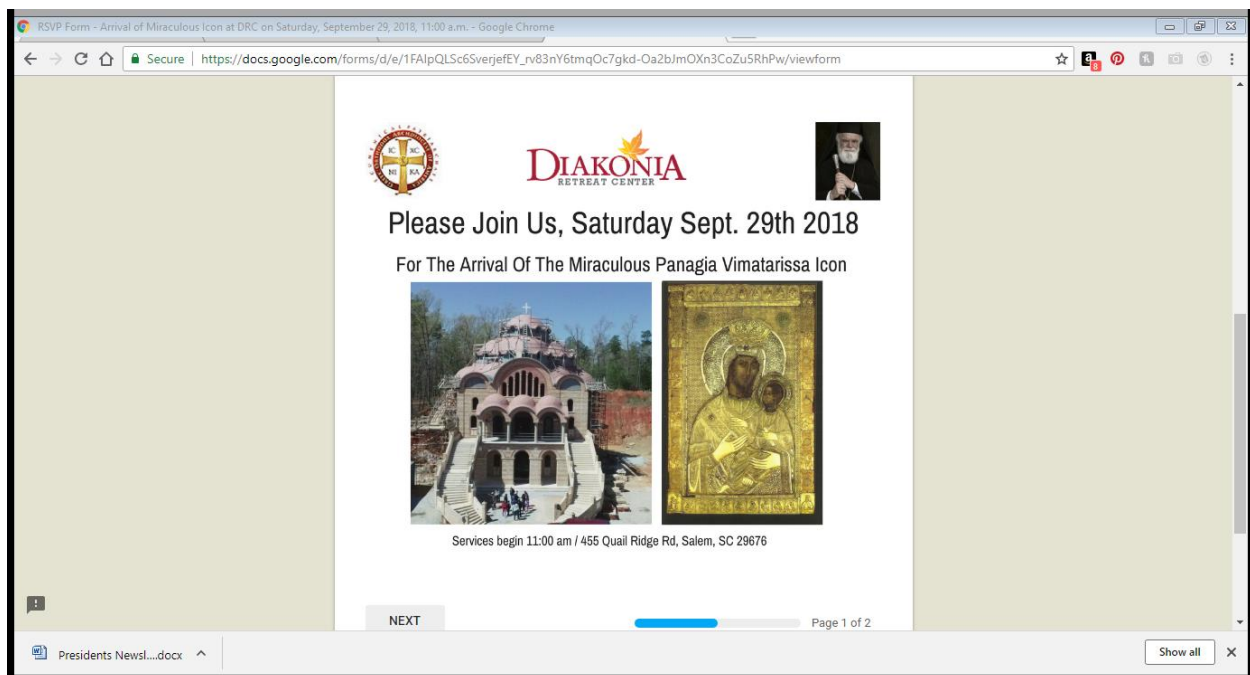 RSVP Form - Arrival of Miraculous Icon at DRC on Saturday, September 29, 2018, 11:00 a.m. - Google Chrome
Secure | https://docs.google.com/forms/d/e/1FAIpQLSc6SverjefEY_rv83nY6tmqOc7gkd-Oa2bJmOXn3CoZu5RhPw/viewform
8
IC XC
NI KA
DIAKONIA
RETREAT CENTER
Please Join Us, Saturday Sept. 29th 2018
For The Arrival Of The Miraculous Panagia Vimatarissa Icon
Services begin 11:00 am / 455 Quail Ridge Rd, Salem, SC 29676
NEXT
Page 1 of 2
Presidents Newsl....docx
Show all